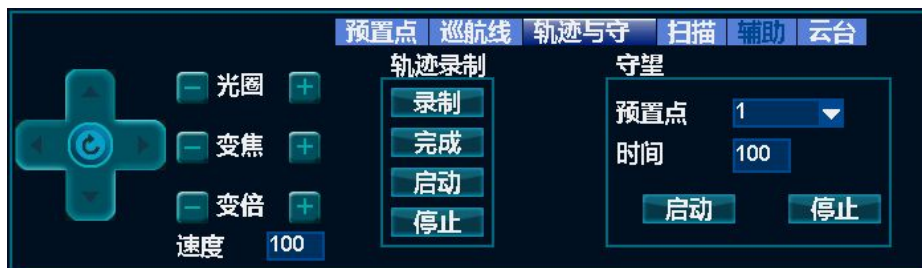 预置点 巡航线 轨迹与守 扫描 辅助 云台
轨迹录制 守望
光圈 录制
预置点 1
变焦 完成
时间 100
启动
变倍 启动 停止
停止
速度 100